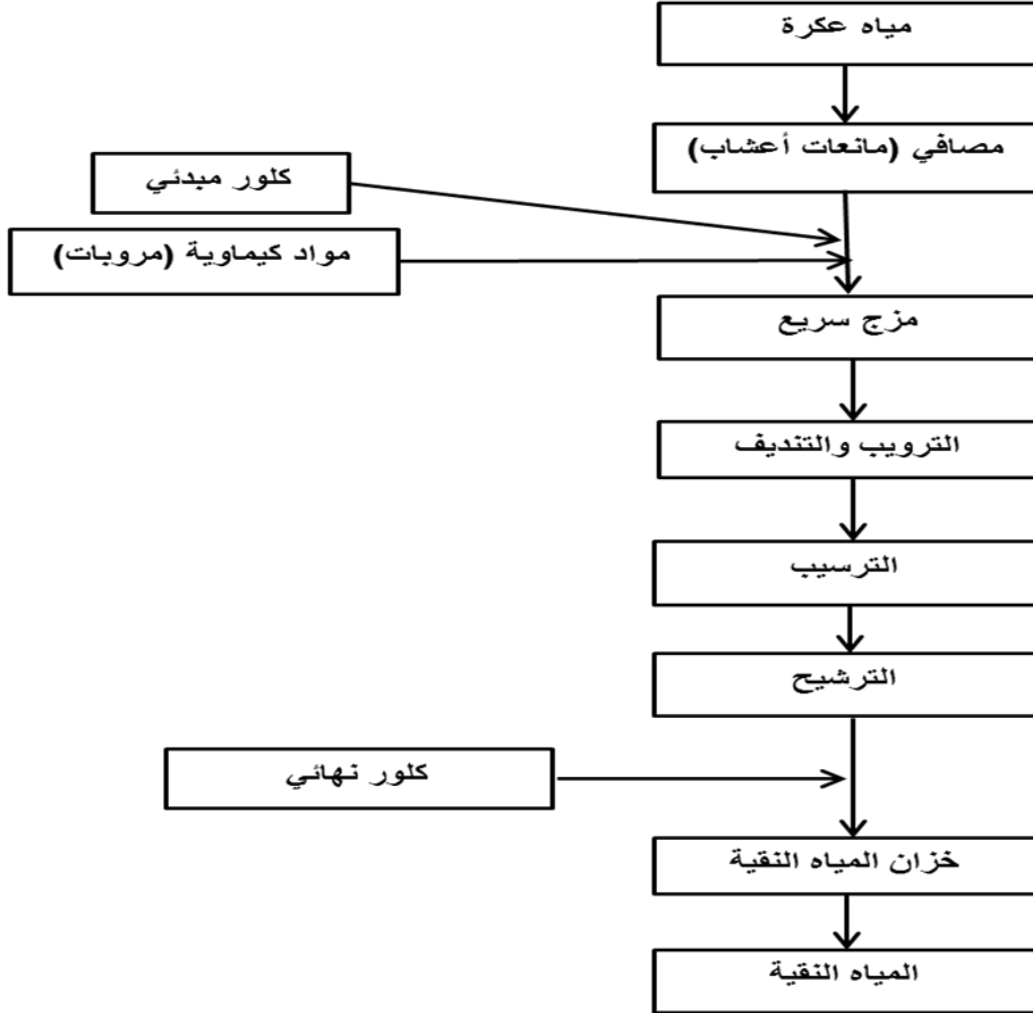 مياه عكرة
مصافي (مانعات أعشاب)
كلور مبدئي
مواد كيماوية (مروبات)
مزج سريع
الترويب والتنديف
الترسيب
الترشيح
كلور نهائي
خزان المياه النقية
المياه النقية